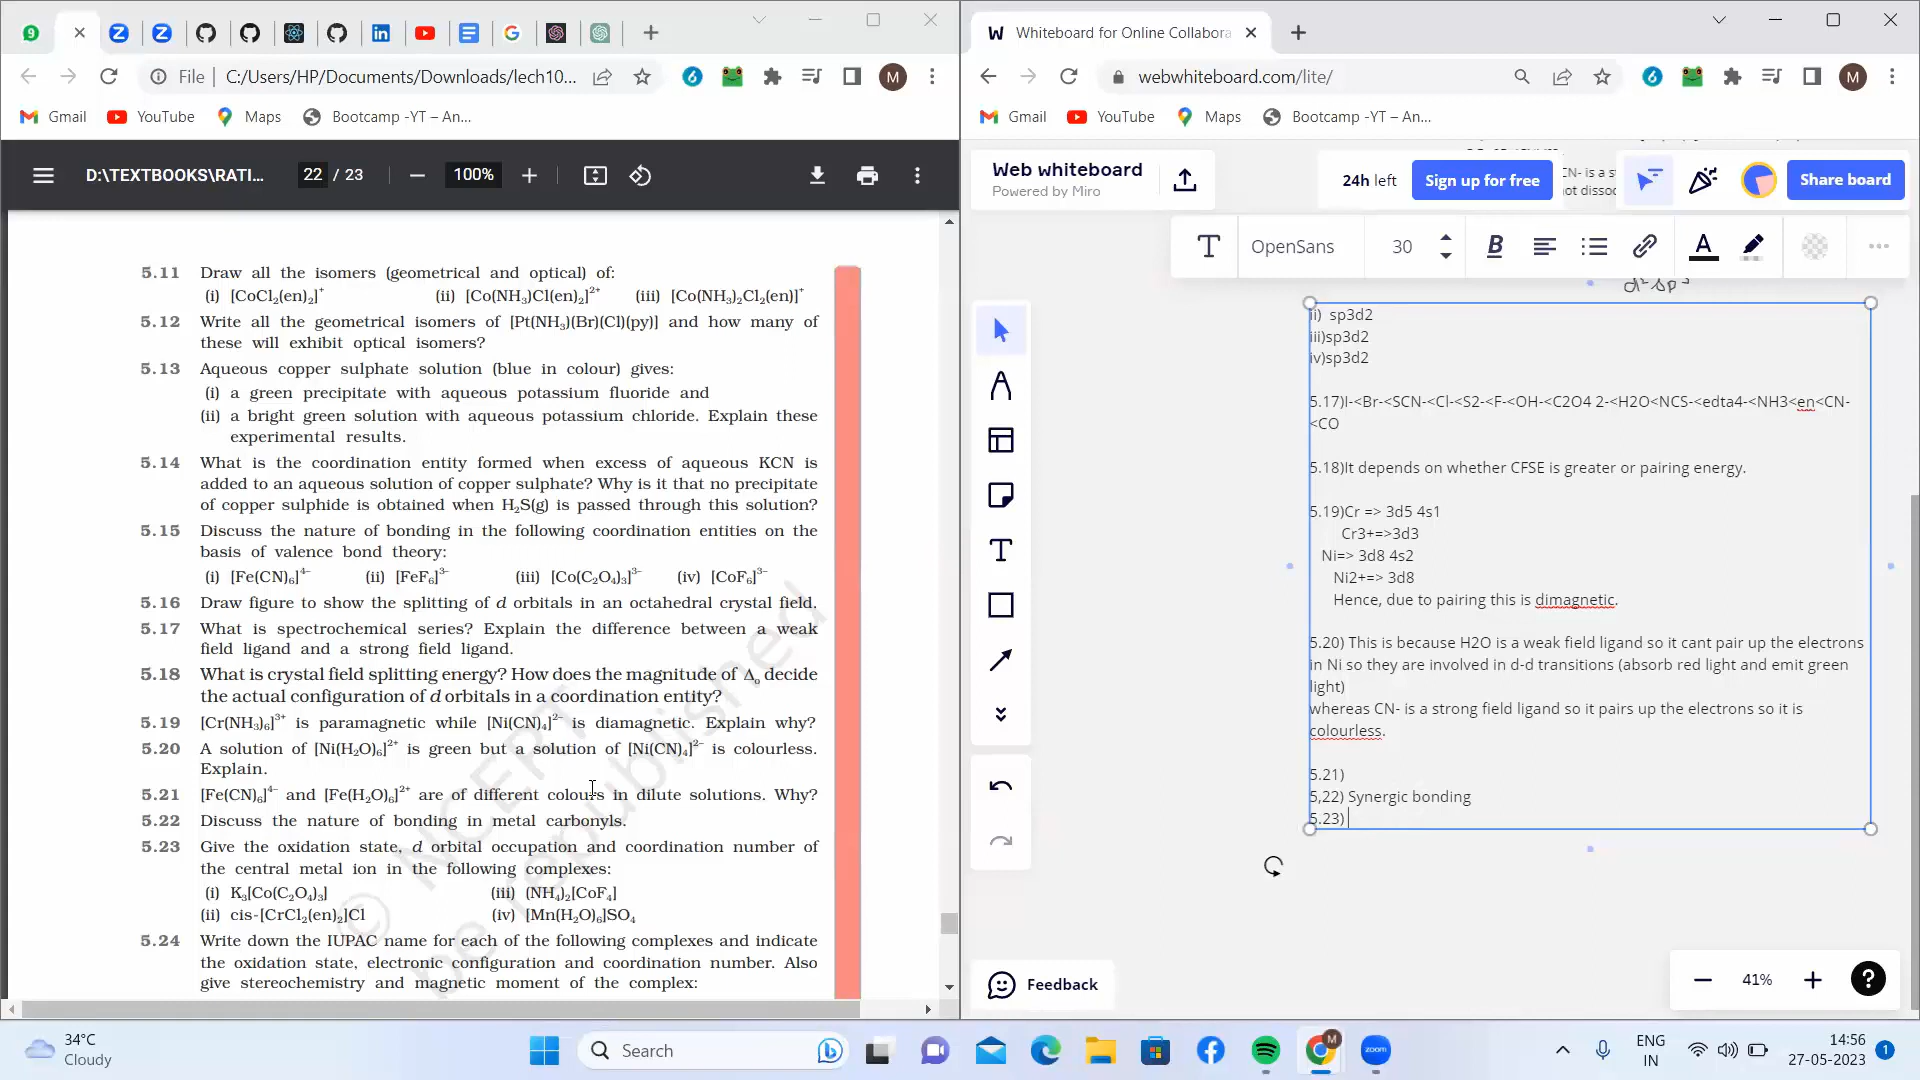 File
C:/Users/HP/Documents/Downloads/lech10...
M
Gmail
YouTube
Maps
Bootcamp -YT – An...
D:\TEXTBOOKS\RATI...
22 / 23
100%
5.11 Draw all the isomers (geometrical and optical) of:
(i) [CoCl₂(en)₂]⁺ (ii) [Co(NH₃)Cl(en)₂]²⁺ (iii) [Co(NH₃)₂Cl₂(en)]⁺
5.12 Write all the geometrical isomers of [Pt(NH₃)(Br)(Cl)(py)] and how many of
these will exhibit optical isomers?
5.13 Aqueous copper sulphate solution (blue in colour) gives:
(i) a green precipitate with aqueous potassium fluoride and
(ii) a bright green solution with aqueous potassium chloride. Explain these
experimental results.
5.14 What is the coordination entity formed when excess of aqueous KCN is
added to an aqueous solution of copper sulphate? Why is it that no precipitate
of copper sulphide is obtained when H₂S(g) is passed through this solution?
5.15 Discuss the nature of bonding in the following coordination entities on the
basis of valence bond theory:
(i) [Fe(CN)₆]⁴⁻ (ii) [FeF₆]³⁻ (iii) [Co(C₂O₄)₃]³⁻ (iv) [CoF₆]³⁻
5.16 Draw figure to show the splitting of d orbitals in an octahedral crystal field.
5.17 What is spectrochemical series? Explain the difference between a weak
field ligand and a strong field ligand.
5.18 What is crystal field splitting energy? How does the magnitude of Δₒ decide
the actual configuration of d orbitals in a coordination entity?
5.19 [Cr(NH₃)₆]³⁺ is paramagnetic while [Ni(CN)₄]²⁻ is diamagnetic. Explain why?
5.20 A solution of [Ni(H₂O)₆]²⁺ is green but a solution of [Ni(CN)₄]²⁻ is colourless.
Explain.
5.21 [Fe(CN)₆]⁴⁻ and [Fe(H₂O)₆]²⁺ are of different colours in dilute solutions. Why?
5.22 Discuss the nature of bonding in metal carbonyls.
5.23 Give the oxidation state, d orbital occupation and coordination number of
the central metal ion in the following complexes:
(i) K₃[Co(C₂O₄)₃] (iii) (NH₄)₂[CoF₄]
(ii) cis-[CrCl₂(en)₂]Cl (iv) [Mn(H₂O)₆]SO₄
5.24 Write down the IUPAC name for each of the following complexes and indicate
the oxidation state, electronic configuration and coordination number. Also
give stereochemistry and magnetic moment of the complex:
© NCERT
be republished
W Whiteboard for Online Collabora
webwhiteboard.com/lite/
M
Gmail
YouTube
Maps
Bootcamp -YT – An...
Web whiteboard
Powered by Miro
24h left
Sign up for free
Share board
CN- is a s
OpenSans
30
B
A
d²sp³
ii) sp3d2
iii)sp3d2
iv)sp3d2
5.17)I-<Br-<SCN-<Cl-<S2-<F-<OH-<C2O4 2-<H2O<NCS-<edta4-<NH3<en<CN-
<CO
5.18)It depends on whether CFSE is greater or pairing energy.
5.19)Cr => 3d5 4s1
Cr3+=>3d3
Ni=> 3d8 4s2
Ni2+=> 3d8
Hence, due to pairing this is dimagnetic.
5.20) This is because H2O is a weak field ligand so it cant pair up the electrons
in Ni so they are involved in d-d transitions (absorb red light and emit green
light)
whereas CN- is a strong field ligand so it pairs up the electrons so it is
colourless.
5.21)
5,22) Synergic bonding
5.23)
Feedback
41%
34°C
Cloudy
Search
zoom
ENG
IN
14:56
27-05-2023
1